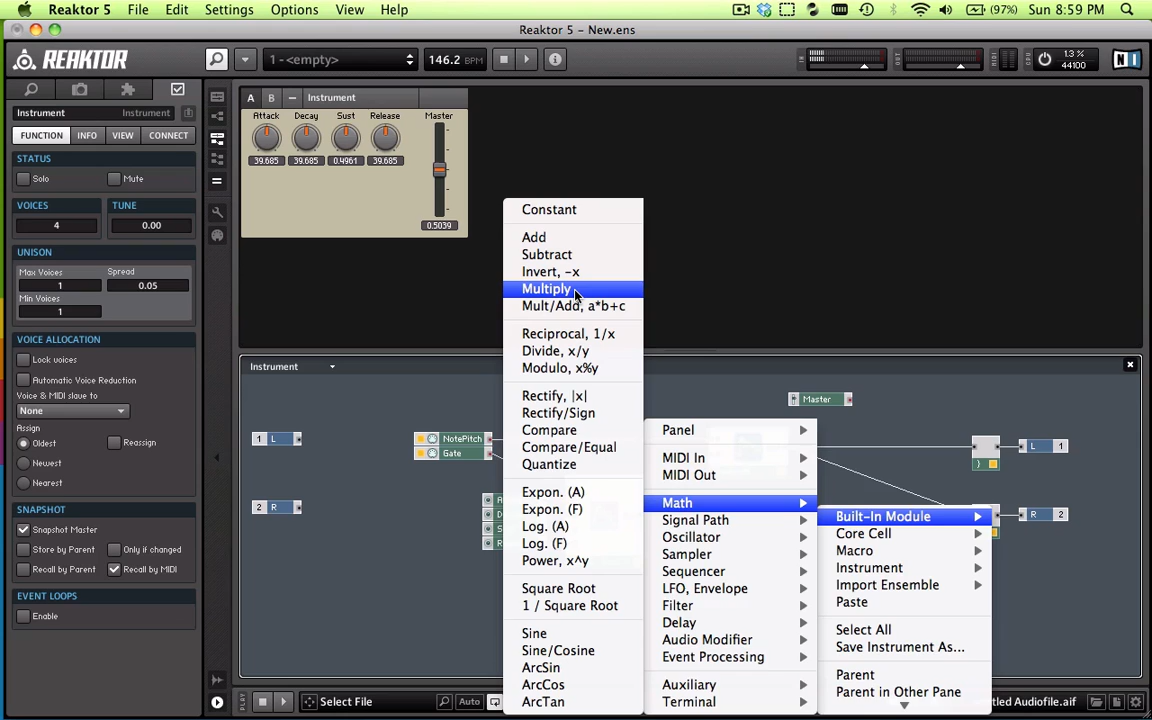 Reaktor 5 File Edit Settings Options View Help (97%) Sun 8:59 PM
Reaktor 5 - New.ens
REAKTOR 1 - <empty> 146.2 BPM 1.3 % 44100
Instrument Instrument
FUNCTION INFO VIEW CONNECT
STATUS
Solo Mute
VOICES TUNE
4 0.00
UNISON
Max Voices Spread
1 0.05
Min Voices
1
VOICE ALLOCATION
Lock voices
Automatic Voice Reduction
Voice & MIDI slave to
None
Assign
Oldest Reassign
Newest
Nearest
SNAPSHOT
Snapshot Master
Store by Parent Only if changed
Recall by Parent Recall by MIDI
EVENT LOOPS
Enable
A B Instrument
Attack Decay Sust Release Master
39.685 39.685 0.4961 39.685
0.5039
Instrument
1 L
2 R
NotePitch
Gate
A
D
S
R
Master
L 1
R 2
Constant
Add
Subtract
Invert, -x
Multiply
Mult/Add, a*b+c
Reciprocal, 1/x
Divide, x/y
Modulo, x%y
Rectify, |x|
Rectify/Sign
Compare
Compare/Equal
Quantize
Expon. (A)
Expon. (F)
Log. (A)
Log. (F)
Power, x^y
Square Root
1 / Square Root
Sine
Sine/Cosine
ArcSin
ArcCos
ArcTan
Panel
MIDI In
MIDI Out
Math
Signal Path
Oscillator
Sampler
Sequencer
LFO, Envelope
Filter
Delay
Audio Modifier
Event Processing
Auxiliary
Terminal
Built-In Module
Core Cell
Macro
Instrument
Import Ensemble
Paste
Select All
Save Instrument As...
Parent
Parent in Other Pane
PLAY Select File Auto titled Audiofile.aif